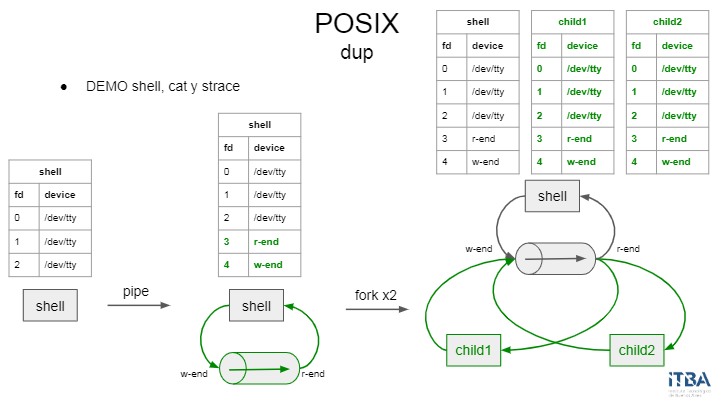 POSIX
dup
● DEMO shell, cat y strace
shell
fd device
0 /dev/tty
1 /dev/tty
2 /dev/tty
shell
pipe
shell
fd device
0 /dev/tty
1 /dev/tty
2 /dev/tty
3 r-end
4 w-end
shell
w-end
r-end
fork x2
shell
fd device
0 /dev/tty
1 /dev/tty
2 /dev/tty
3 r-end
4 w-end
child1
fd device
0 /dev/tty
1 /dev/tty
2 /dev/tty
3 r-end
4 w-end
child2
fd device
0 /dev/tty
1 /dev/tty
2 /dev/tty
3 r-end
4 w-end
shell
w-end
r-end
child1
child2
ITBA